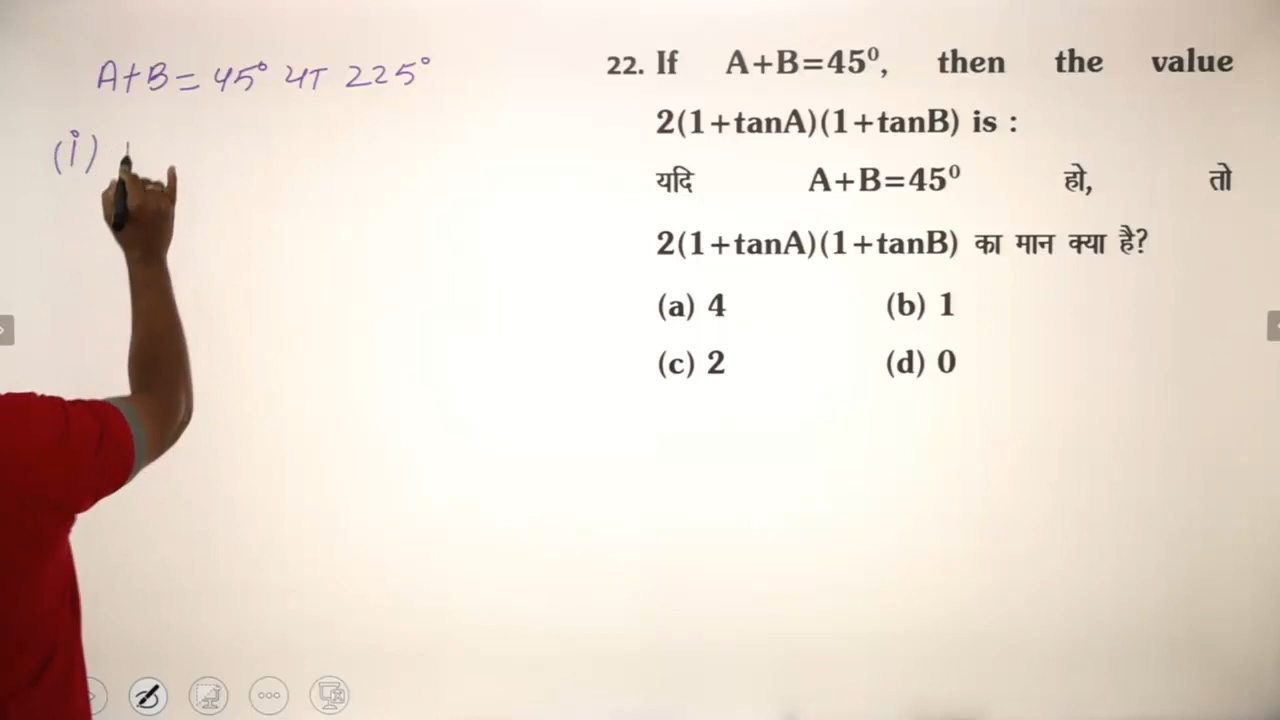 A+B = 45° या 225°
(i)
22. If A+B=45⁰, then the value
2(1+tanA)(1+tanB) is :
यदि A+B=45⁰ हो, तो
2(1+tanA)(1+tanB) का मान क्या है?
(a) 4 (b) 1
(c) 2 (d) 0